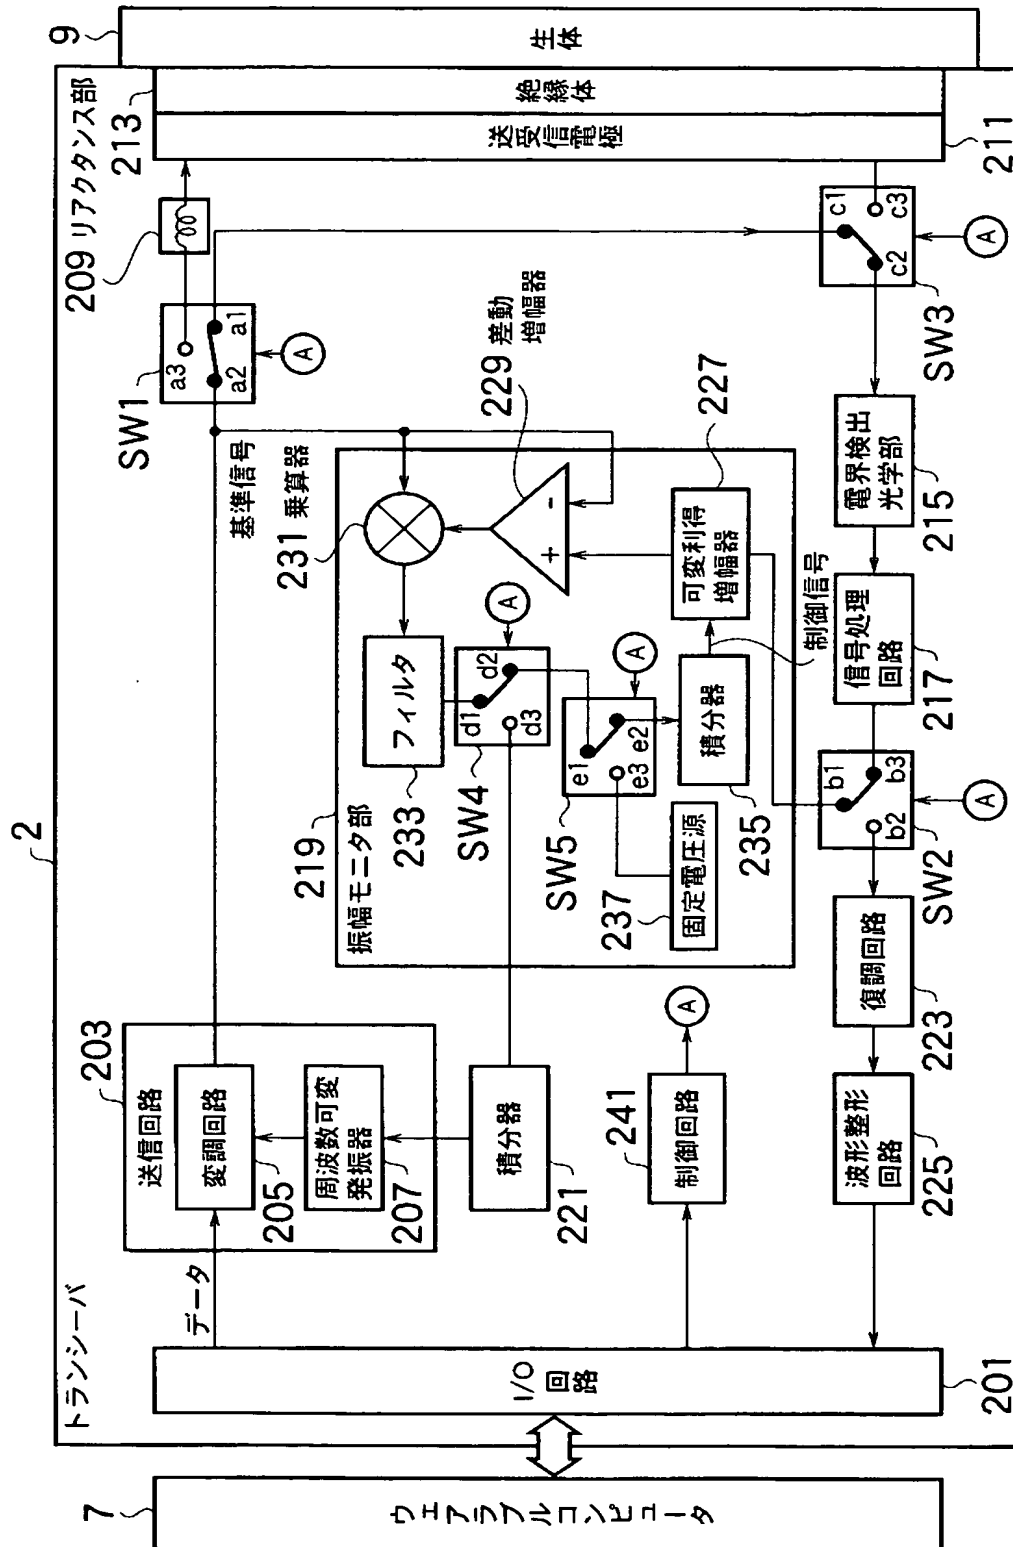 2
トランシーバ
7
ウェアラブルコンピュータ
I/O
回路
201
データ
203
送信回路
変調回路
205
周波数可変
発振器
207
積分器
221
241
制御回路
A
波形整形
回路
225
復調回路
223
基準信号
SW1
a3
a2
a1
A
209 リアクタンス部
213
絶縁体
送受信電極
211
9
生体
219
振幅モニタ部
231 乗算器
229 差動
増幅器
+
-
フィルタ
233
SW4
d1
d2
d3
A
SW5
e1
e2
e3
A
237
固定電圧源
積分器
235
可変利得
増幅器
227
制御信号
SW2
b1
b2
b3
A
信号処理
回路
217
電界検出
光学部
215
SW3
c1
c2
c3
A